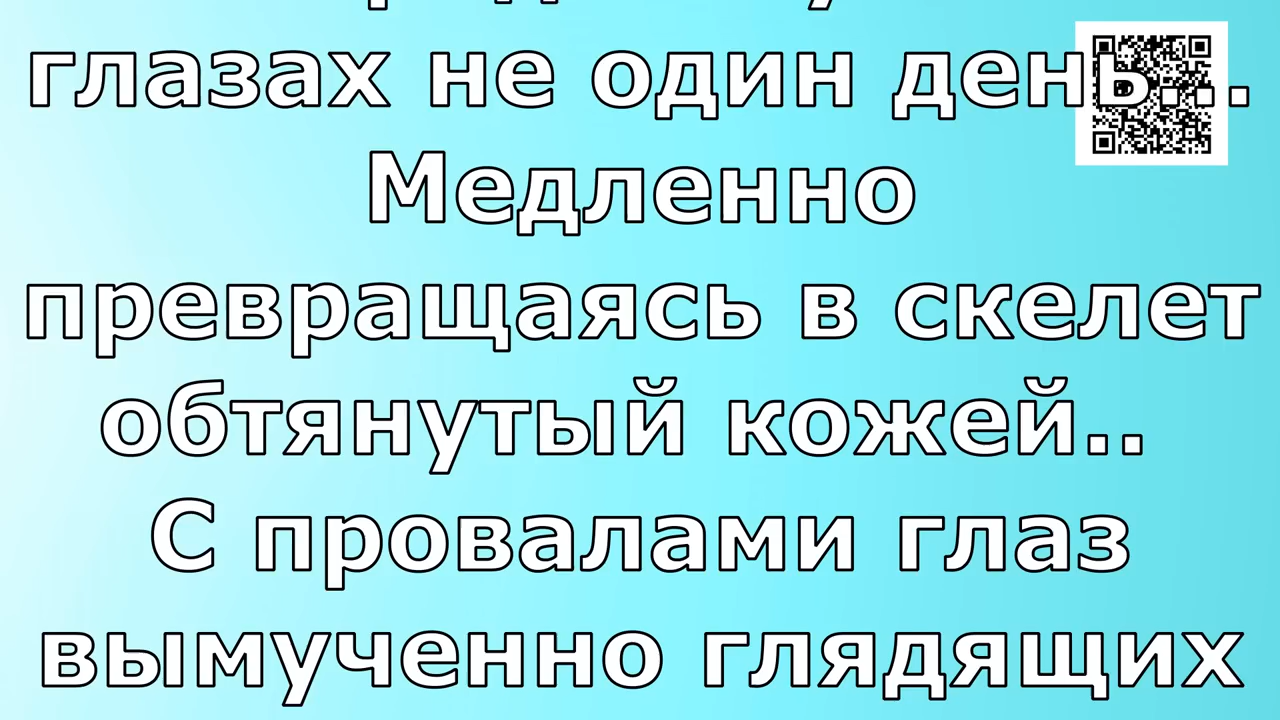 глазах не один день...
Медленно
превращаясь в скелет
обтянутый кожей..
С провалами глаз
вымученно глядящих